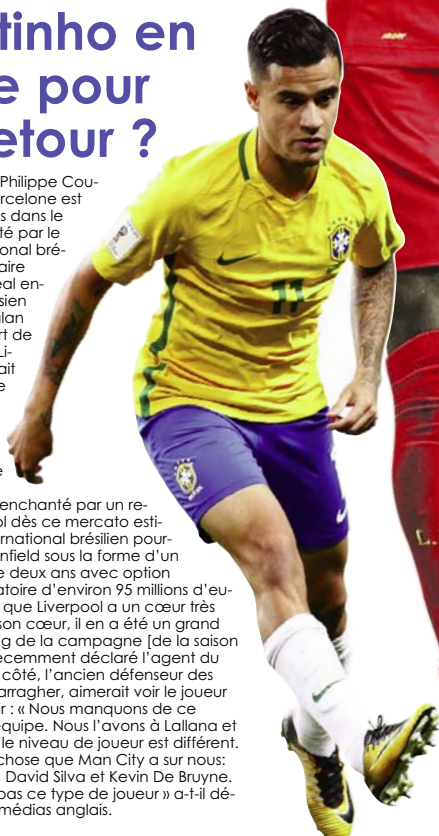 tinho en
e pour
etour ?
Philippe Cou-
rcelone est
s dans le
té par le
onal bré-
aire
éal en-
sien
lan
rt de
Li-
ait
e
e
enchanté par un re-
ol dès ce mercato esti-
ernational brésilien pour-
nfield sous la forme d'un
e deux ans avec option
atoire d'environ 95 millions d'eu-
que Liverpool a un cœur très
son cœur, il en a été un grand
g de la campagne [de la saison
écemment déclaré l'agent du
côté, l'ancien défenseur des
arragher, aimerait voir le joueur
ir : « Nous manquons de ce
équipe. Nous l'avons à Lallana et
le niveau de joueur est différent.
chose que Man City a sur nous:
, David Silva et Kevin De Bruyne.
pas ce type de joueur » a-t-il dé-
médias anglais.
11
BRASIL
L.